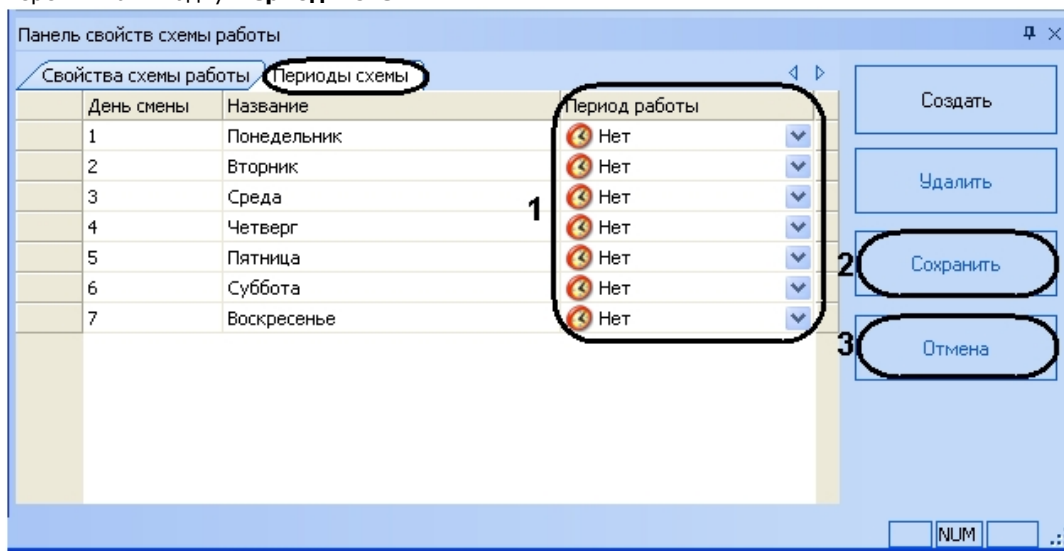 Панель свойств схемы работы
Свойства схемы работы Периоды схемы
День смены Название Период работы
1 Понедельник Нет
2 Вторник Нет
3 Среда Нет
4 Четверг Нет
5 Пятница Нет
6 Суббота Нет
7 Воскресенье Нет
1
Создать
Удалить
2 Сохранить
3 Отмена
NUM